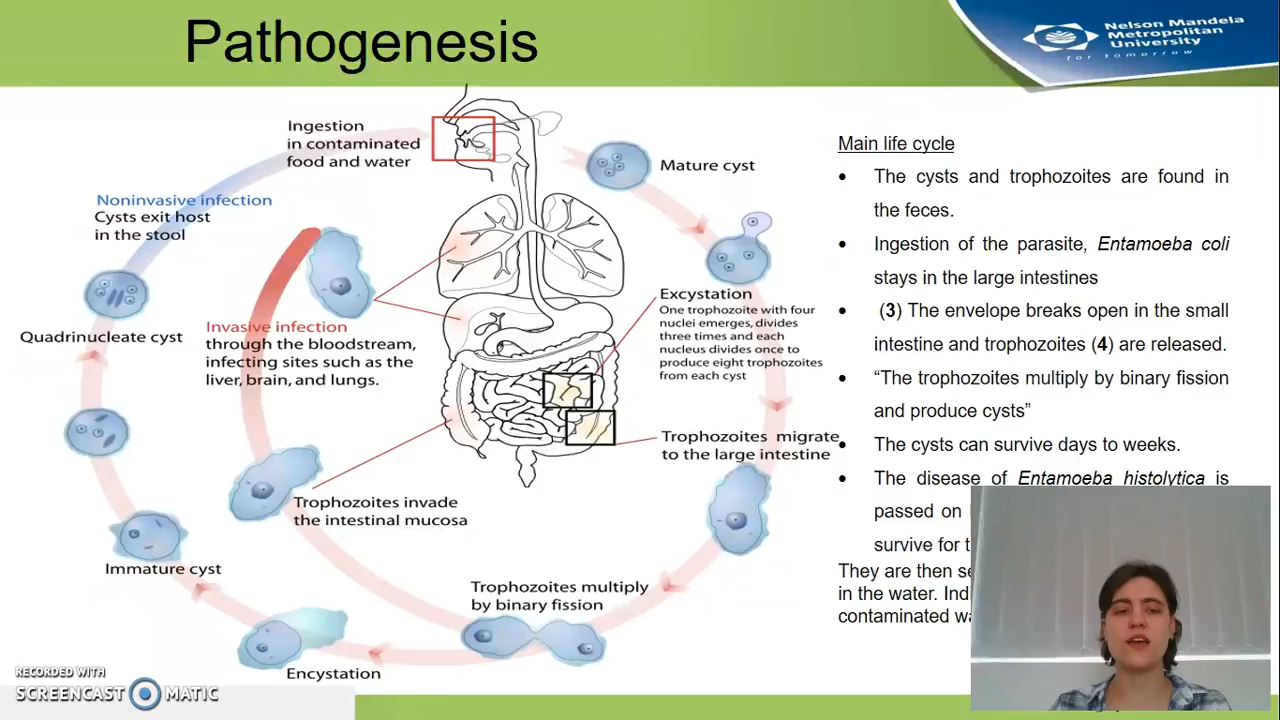 Pathogenesis
Nelson Mandela
Metropolitan
University
for tomorrow
Ingestion
in contaminated
food and water
Mature cyst
Noninvasive infection
Cysts exit host
in the stool
Quadrinucleate cyst
Invasive infection
through the bloodstream,
infecting sites such as the
liver, brain, and lungs.
Excystation
One trophozoite with four
nuclei emerges, divides
three times and each
nucleus divides once to
produce eight trophozoites
from each cyst
Trophozoites migrate
to the large intestine
Trophozoites invade
the intestinal mucosa
Immature cyst
Trophozoites multiply
by binary fission
Encystation
Main life cycle
• The cysts and trophozoites are found in
the feces.
• Ingestion of the parasite, Entamoeba coli
stays in the large intestines
• (3) The envelope breaks open in the small
intestine and trophozoites (4) are released.
• “The trophozoites multiply by binary fission
and produce cysts”
• The cysts can survive days to weeks.
• The disease of Entamoeba histolytica is
passed on
survive for
They are then
in the water.
contaminated
RECORDED WITH
SCREENCAST MATIC